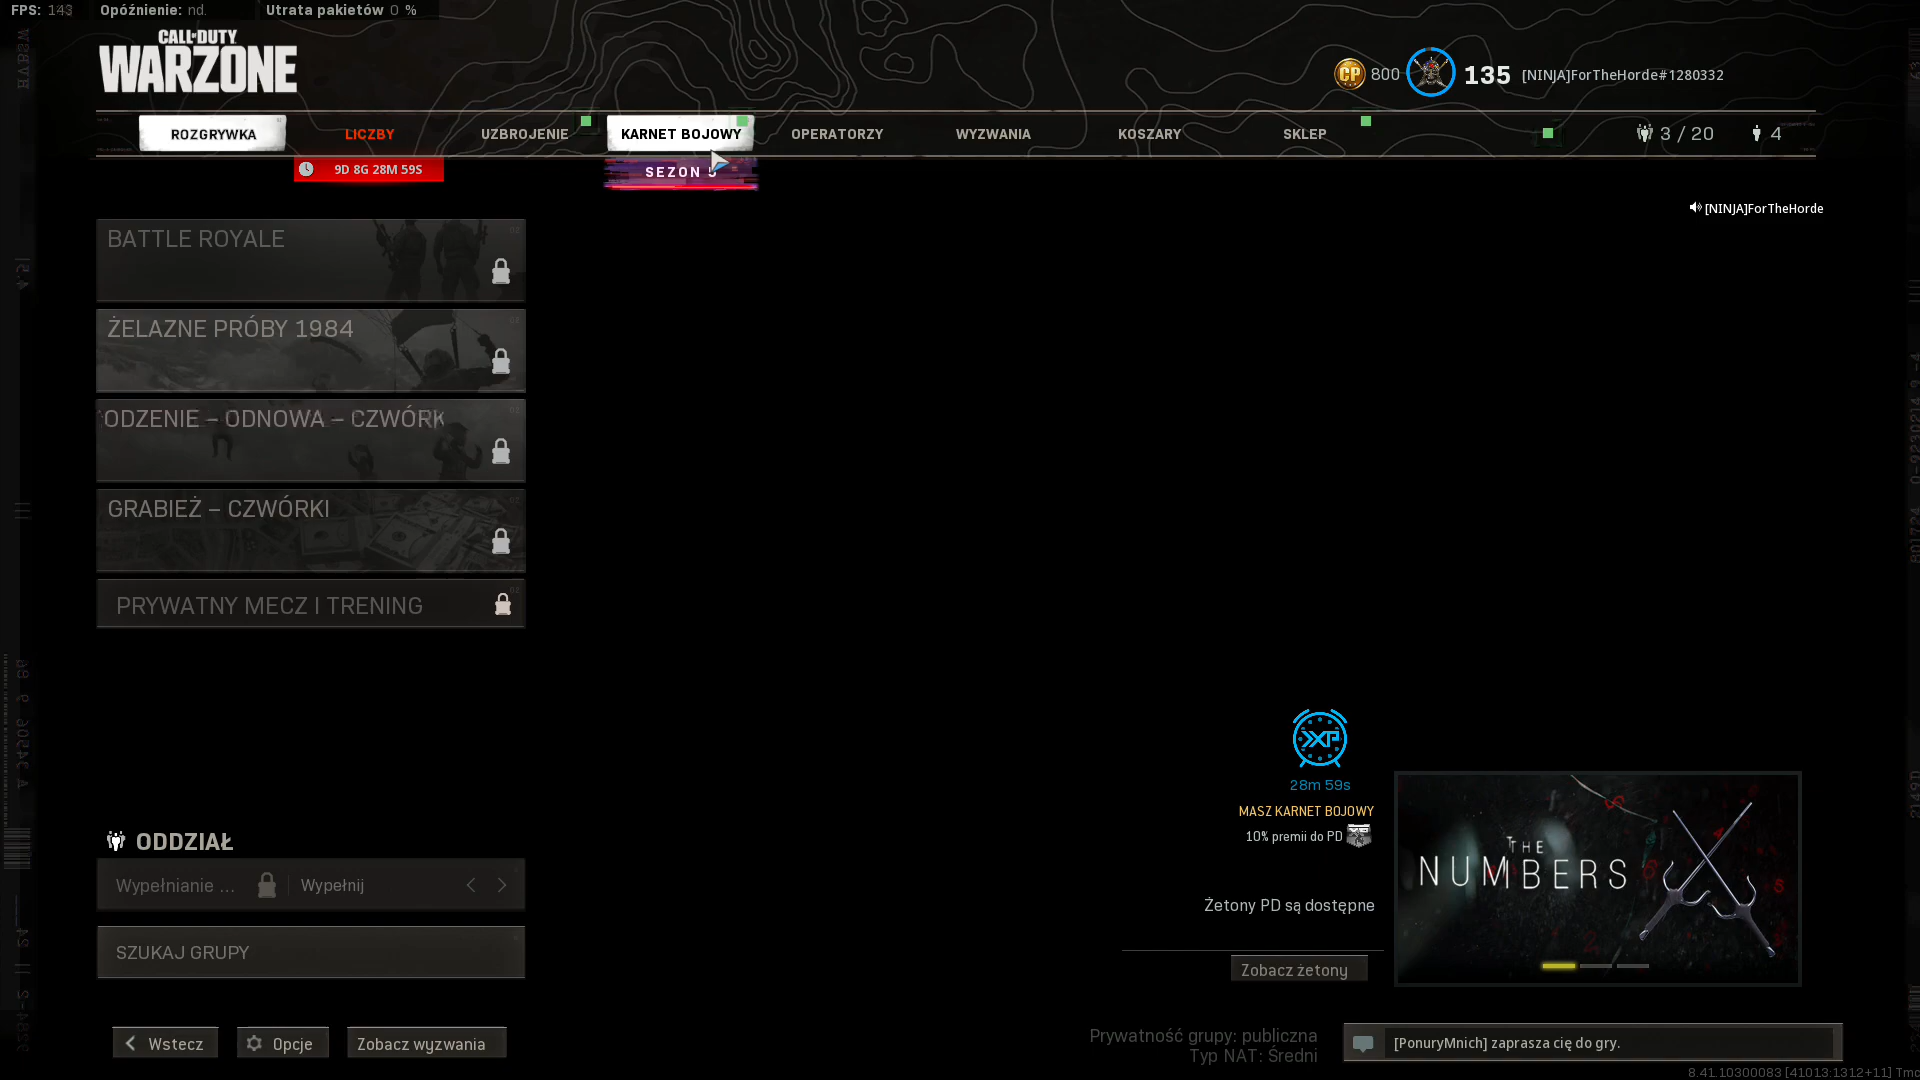 FPS: 143 Opóźnienie: nd. Utrata pakietów 0 %
CALL OF DUTY
WARZONE
CP 800 135 [NINJA]ForTheHorde#1280332
ROZGRYWKA LICZBY UZBROJENIE KARNET BOJOWY OPERATORZY WYZWANIA KOSZARY SKLEP 3 / 20 4
9D 8G 28M 59S SEZON 5
[NINJA]ForTheHorde
BATTLE ROYALE
ŻELAZNE PRÓBY 1984
ODZENIE – ODNOWA – CZWÓRK
GRABIEŻ – CZWÓRKI
PRYWATNY MECZ I TRENING
XP
28m 59s
MASZ KARNET BOJOWY
10% premii do PD
ODDZIAŁ
Wypełnianie ... Wypełnij
Żetony PD są dostępne
THE
NUMBERS
SZUKAJ GRUPY
Zobacz żetony
Wstecz Opcje Zobacz wyzwania
Prywatność grupy: publiczna
Typ NAT: Średni
[PonuryMnich] zaprasza cię do gry.
8.41.10300083 [41013:1312+11] Tmc